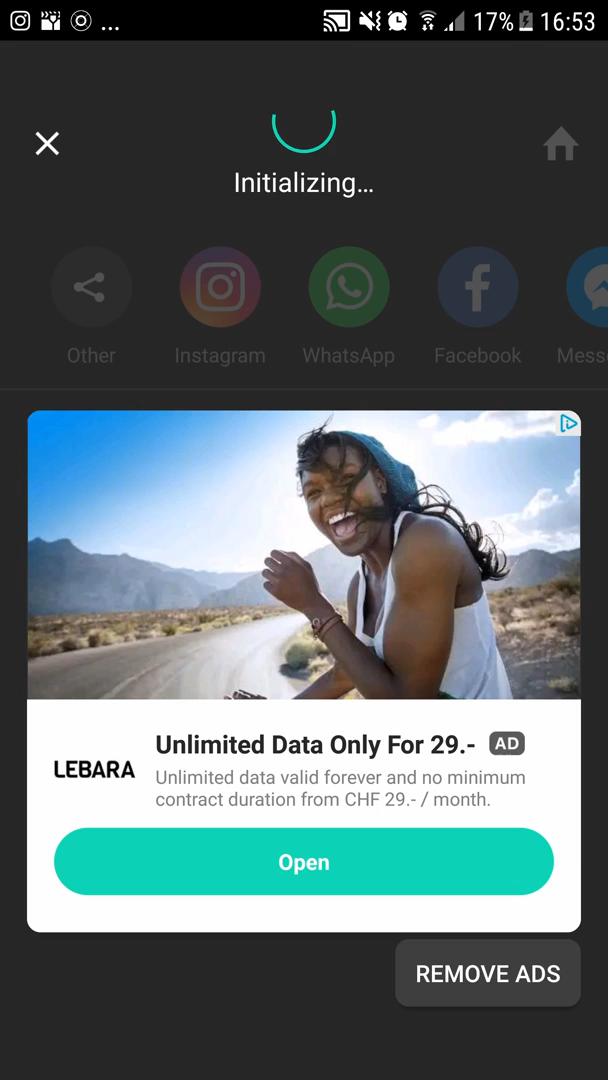 ... 17% 16:53
Initializing...
Other Instagram WhatsApp Facebook Mess
Unlimited Data Only For 29.- AD
LEBARA
Unlimited data valid forever and no minimum
contract duration from CHF 29.- / month.
Open
REMOVE ADS